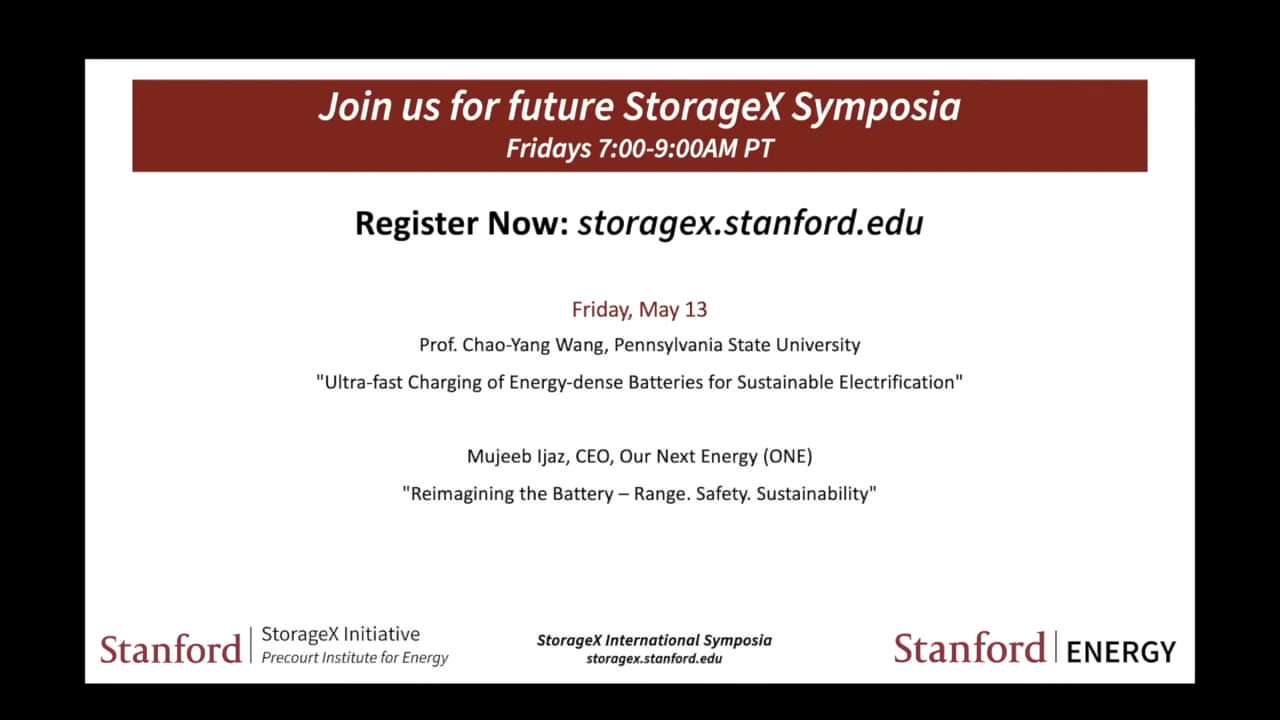 Join us for future StorageX Symposia
Fridays 7:00-9:00AM PT
Register Now: storagex.stanford.edu
Friday, May 13
Prof. Chao-Yang Wang, Pennsylvania State University
"Ultra-fast Charging of Energy-dense Batteries for Sustainable Electrification"
Mujeeb Ijaz, CEO, Our Next Energy (ONE)
"Reimagining the Battery – Range. Safety. Sustainability"
Stanford
StorageX Initiative
Precourt Institute for Energy
StorageX International Symposia
storagex.stanford.edu
Stanford ENERGY